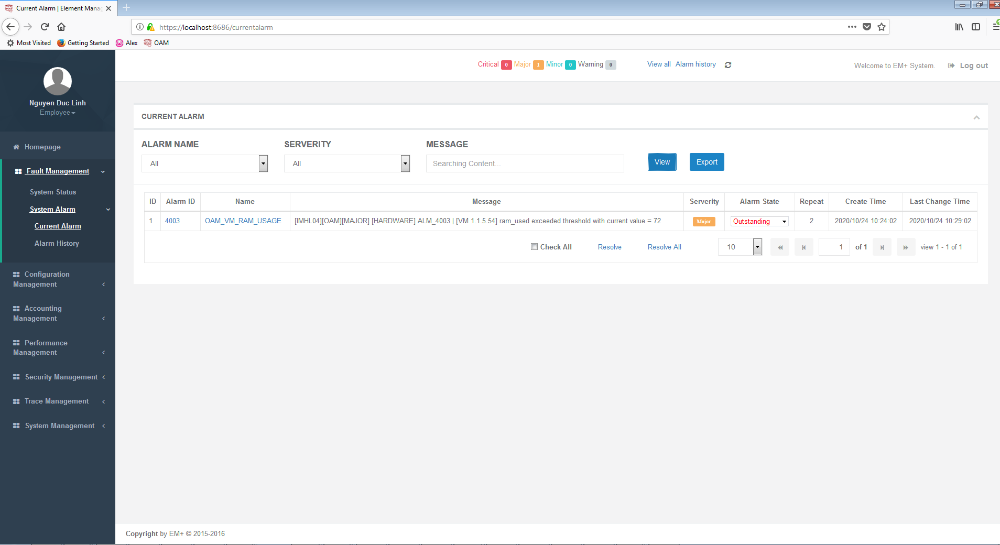 Current Alarm | Element Mana
https://localhost:8686/currentalarm
Most Visited Getting Started Alex OAM
Critical 0 Major 1 Minor 0 Warning 0 View all Alarm history
Welcome to EM+ System. Log out
Nguyen Duc Linh
Employee
Homepage
Fault Management
System Status
System Alarm
Current Alarm
Alarm History
Configuration
Management
Accounting
Management
Performance
Management
Security Management
Trace Management
System Management
CURRENT ALARM
ALARM NAME SERVERITY MESSAGE
All All Searching Content... View Export
ID Alarm ID Name Message Serverity Alarm State Repeat Create Time Last Change Time
1 4003 OAM_VM_RAM_USAGE [IMHL04][OAM][MAJOR] [HARDWARE] ALM_4003 | [VM 1.1.5.54] ram_used exceeded threshold with current value = 72 Major Outstanding 2 2020/10/24 10:24:02 2020/10/24 10:29:02
Check All Resolve Resolve All 10 1 of 1 view 1 - 1 of 1
Copyright by EM+ © 2015-2016